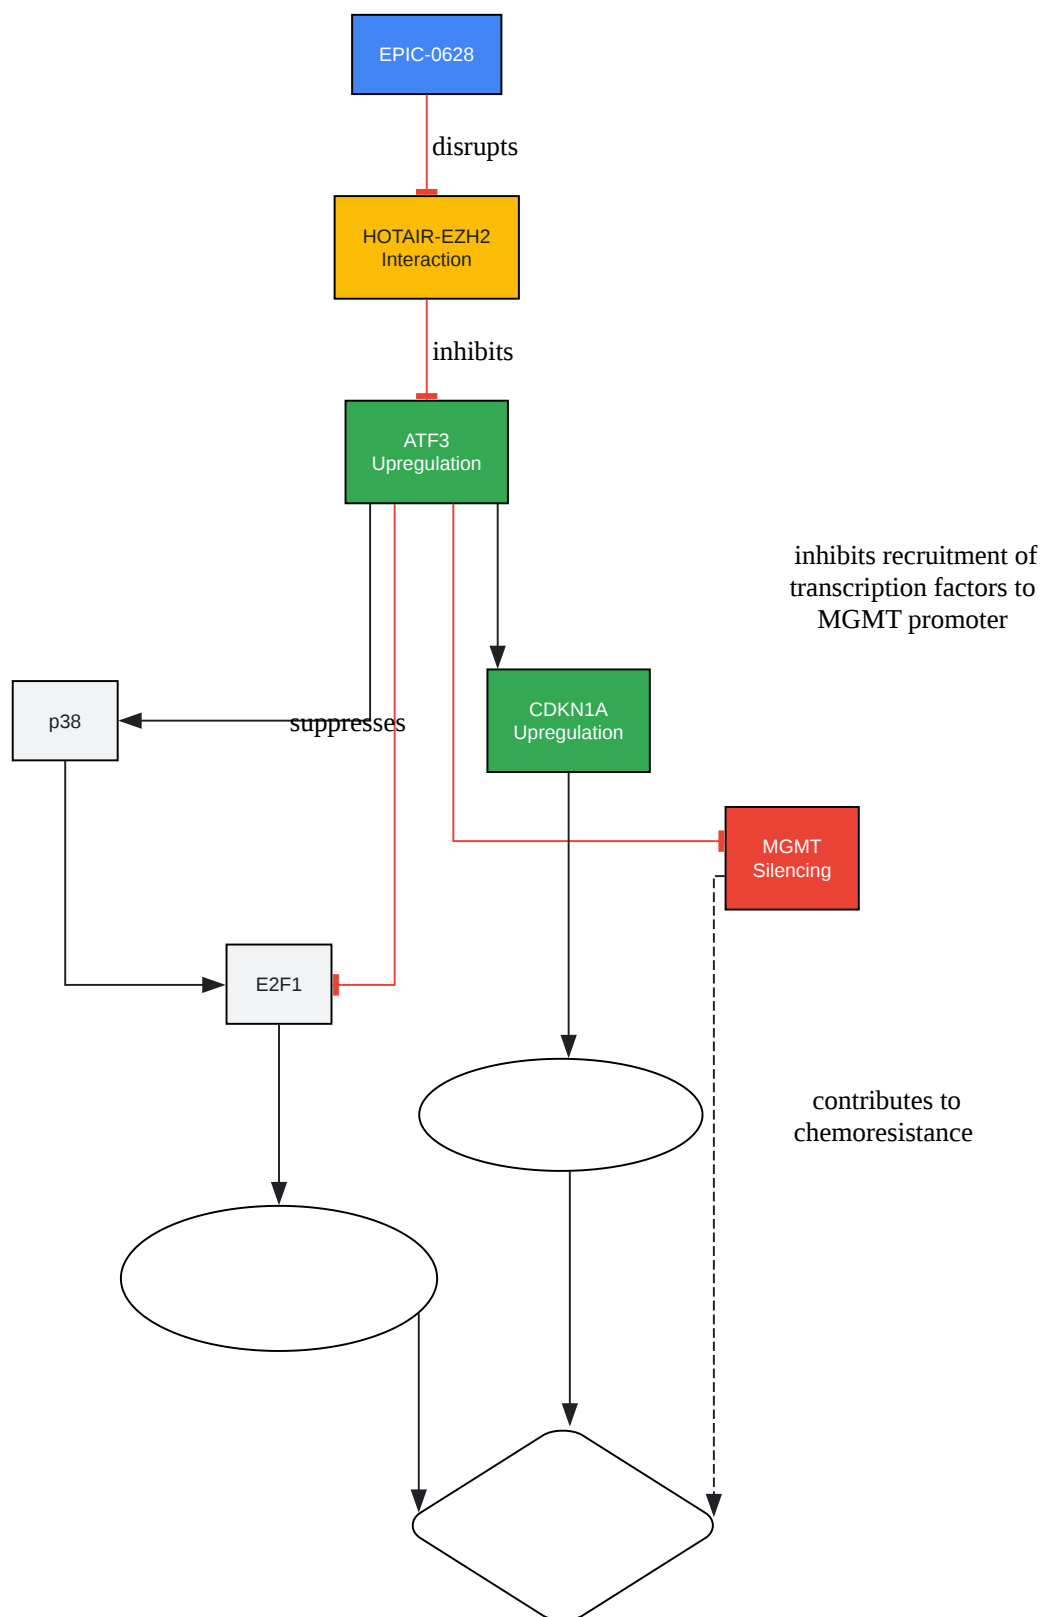 EPIC-0628
disrupts
HOTAIR-EZH2
Interaction
inhibits
ATF3
Upregulation
inhibits recruitment of
transcription factors to
MGMT promoter
p38
suppresses
CDKN1A
Upregulation
MGMT
Silencing
E2F1
contributes to
chemoresistance